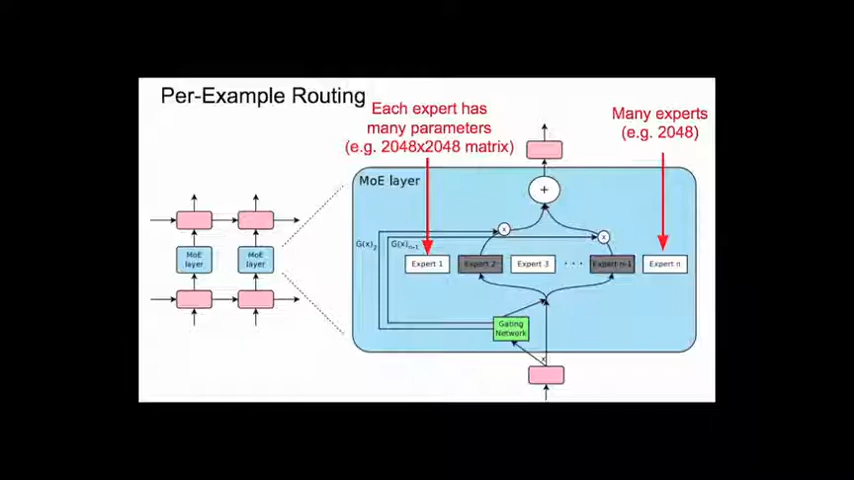 Per-Example Routing
Each expert has
many parameters
(e.g. 2048x2048 matrix)
Many experts
(e.g. 2048)
MoE layer
x
x
+
G(x)2
G(x)n-1
MoE
layer
MoE
layer
Expert 1
Expert 2
Expert 3
. . .
Expert n-1
Expert n
Gating
Network
x